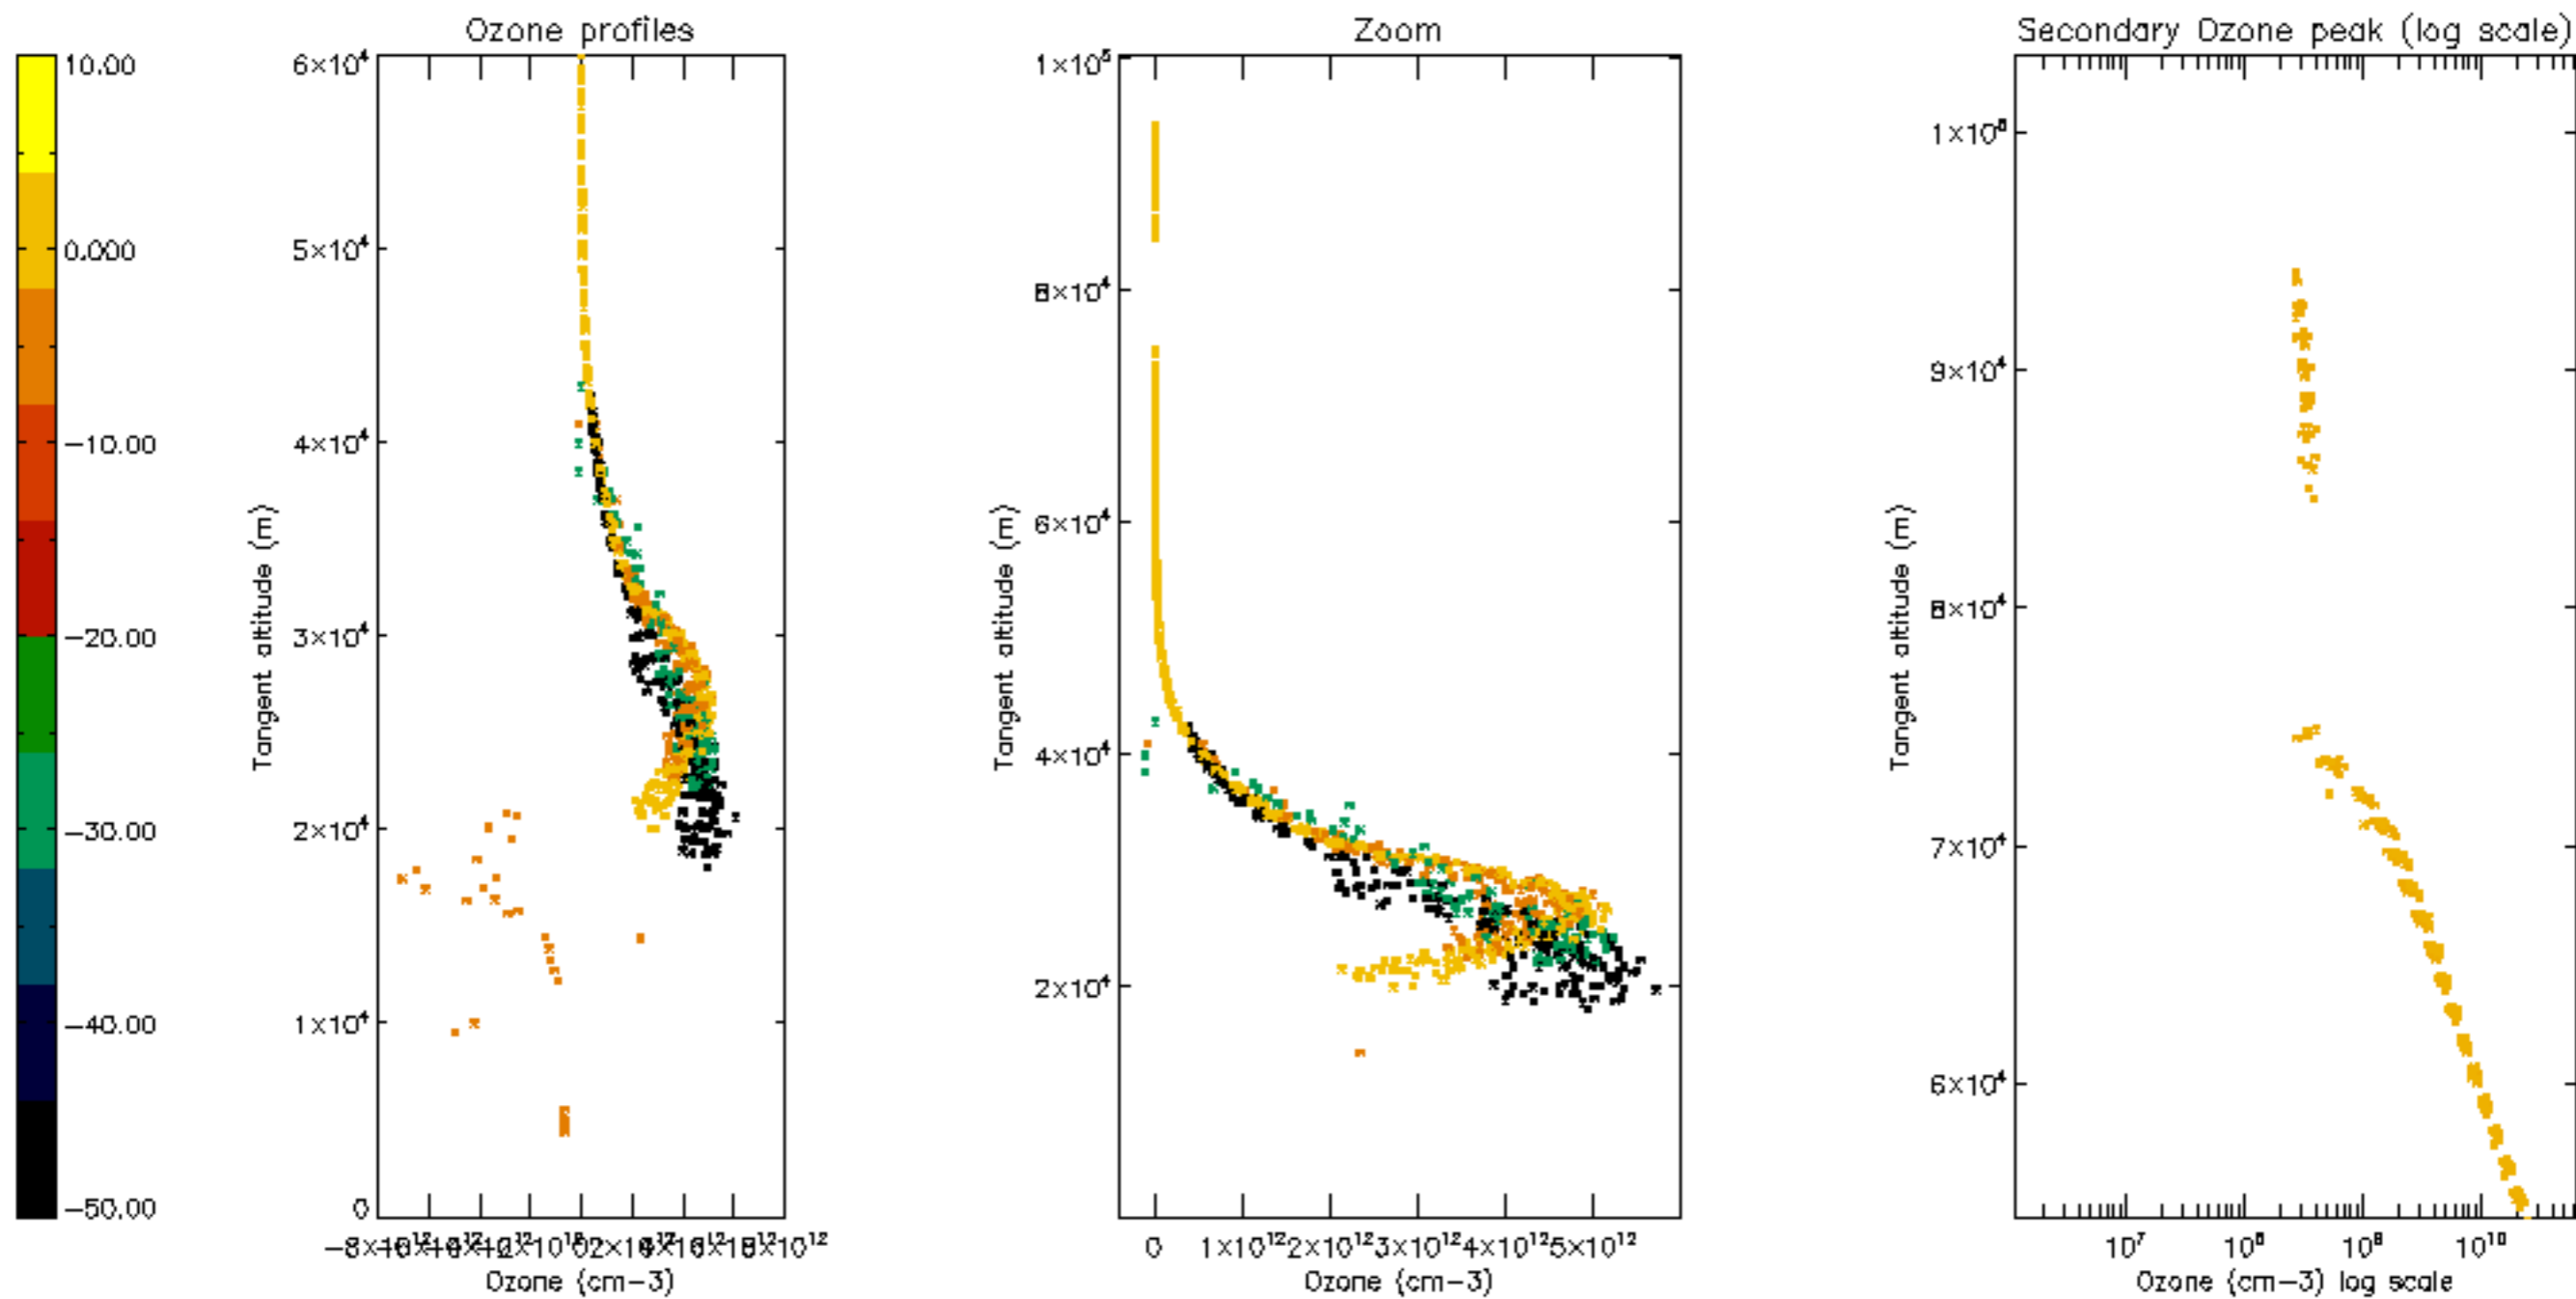 Ozone profiles
Zoom
Secondary Ozone peak (log scale)
10.00
0.000
−10.00
−20.00
−30.00
−40.00
−50.00
Tangent altitude (m)
6×10⁴
5×10⁴
4×10⁴
3×10⁴
2×10⁴
1×10⁴
0
Ozone (cm−3)
Tangent altitude (m)
1×10⁵
8×10⁴
6×10⁴
4×10⁴
2×10⁴
0 1×10¹² 2×10¹² 3×10¹² 4×10¹² 5×10¹²
Ozone (cm−3)
Tangent altitude (m)
1×10⁵
9×10⁴
8×10⁴
7×10⁴
6×10⁴
10⁷ 10⁸ 10⁹ 10¹⁰
Ozone (cm−3) log scale